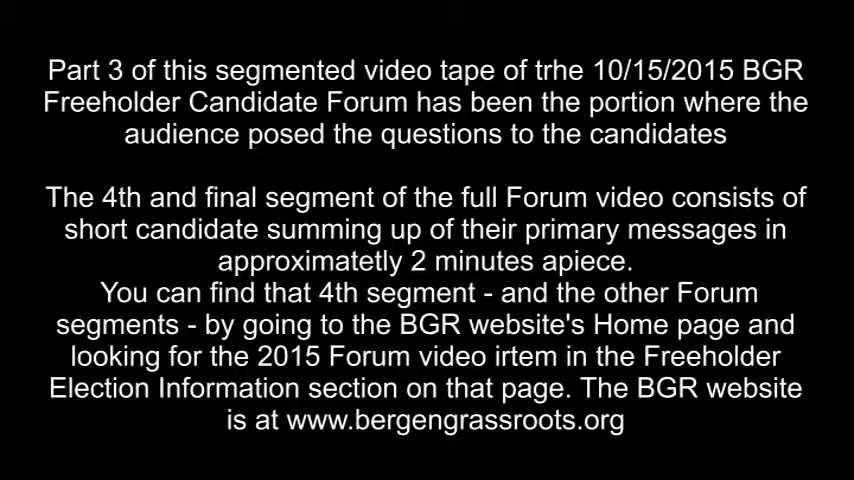 Part 3 of this segmented video tape of trhe 10/15/2015 BGR
Freeholder Candidate Forum has been the portion where the
audience posed the questions to the candidates
The 4th and final segment of the full Forum video consists of
short candidate summing up of their primary messages in
approximatetly 2 minutes apiece.
You can find that 4th segment - and the other Forum
segments - by going to the BGR website's Home page and
looking for the 2015 Forum video irtem in the Freeholder
Election Information section on that page. The BGR website
is at www.bergengrassroots.org